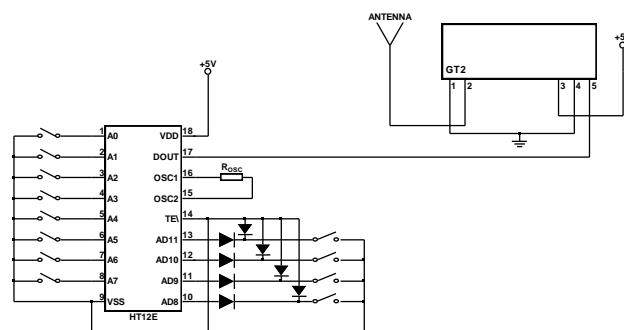 ANTENNA
+5V
+5
GT2
1 2 3 4 5
1 A0 VDD 18
2 A1 DOUT 17
3 A2 OSC1 16
ROSC
4 A3 OSC2 15
5 A4 TE\ 14
6 A5 AD11 13
7 A6 AD10 12
8 A7 AD9 11
9 VSS AD8 10
HT12E